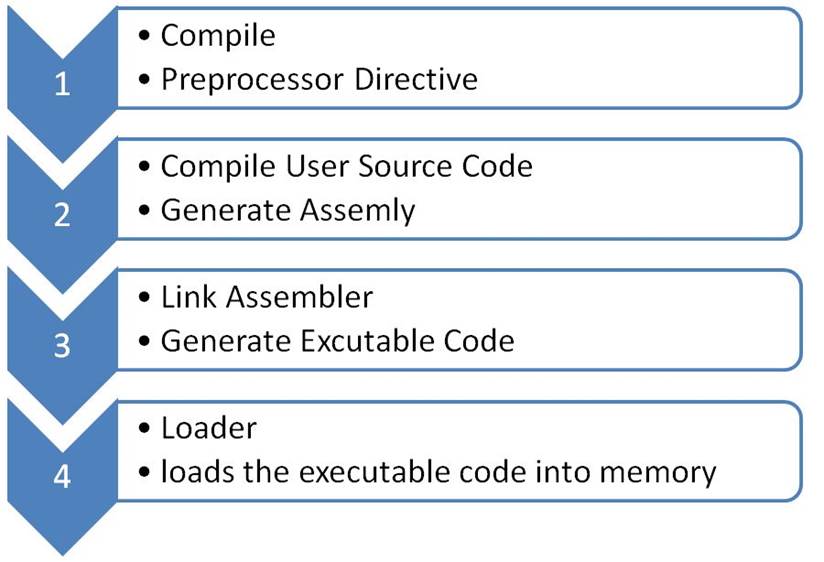 1
• Compile
• Preprocessor Directive
2
• Compile User Source Code
• Generate Assemly
3
• Link Assembler
• Generate Excutable Code
4
• Loader
• loads the executable code into memory